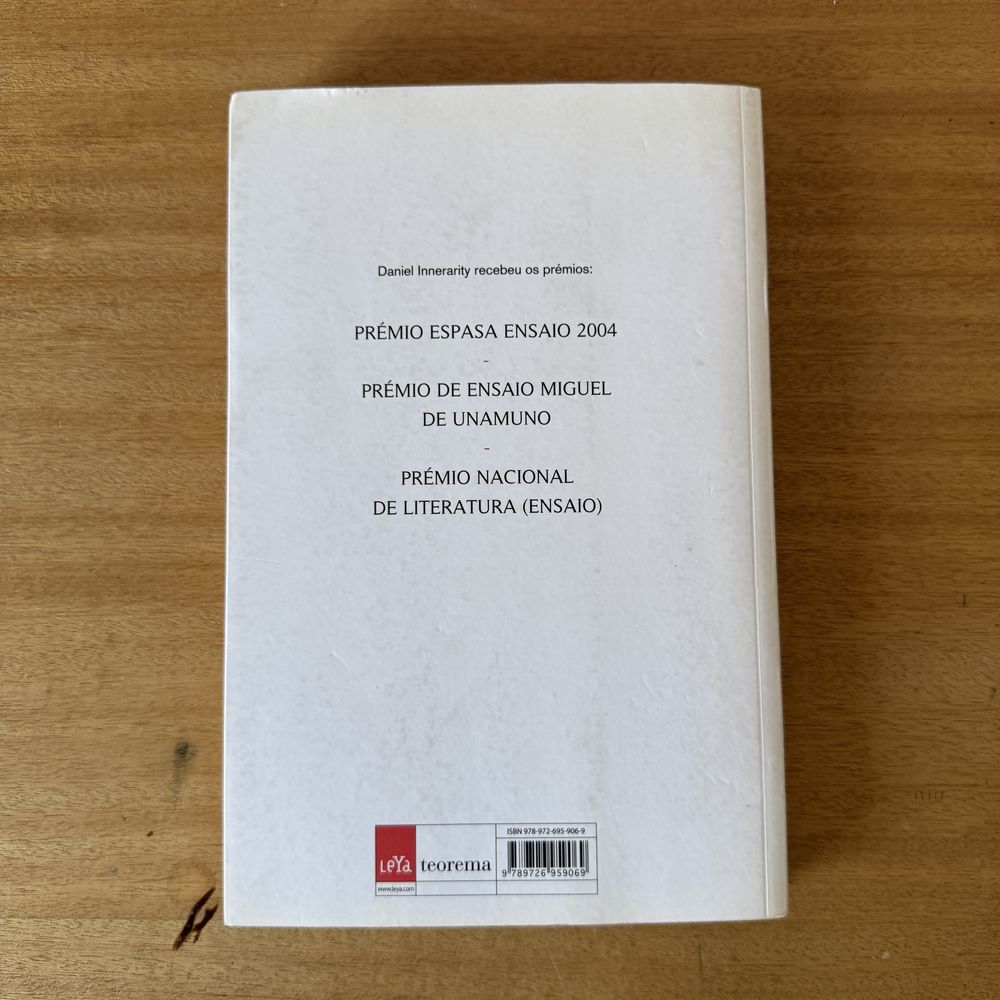 Daniel Innerarity recebeu os prémios:
PRÉMIO ESPASA ENSAIO 2004
-
PRÉMIO DE ENSAIO MIGUEL
DE UNAMUNO
-
PRÉMIO NACIONAL
DE LITERATURA (ENSAIO)
LeYa
www.leya.com
teorema
ISBN 978-972-695-906-9
9 789726 959069